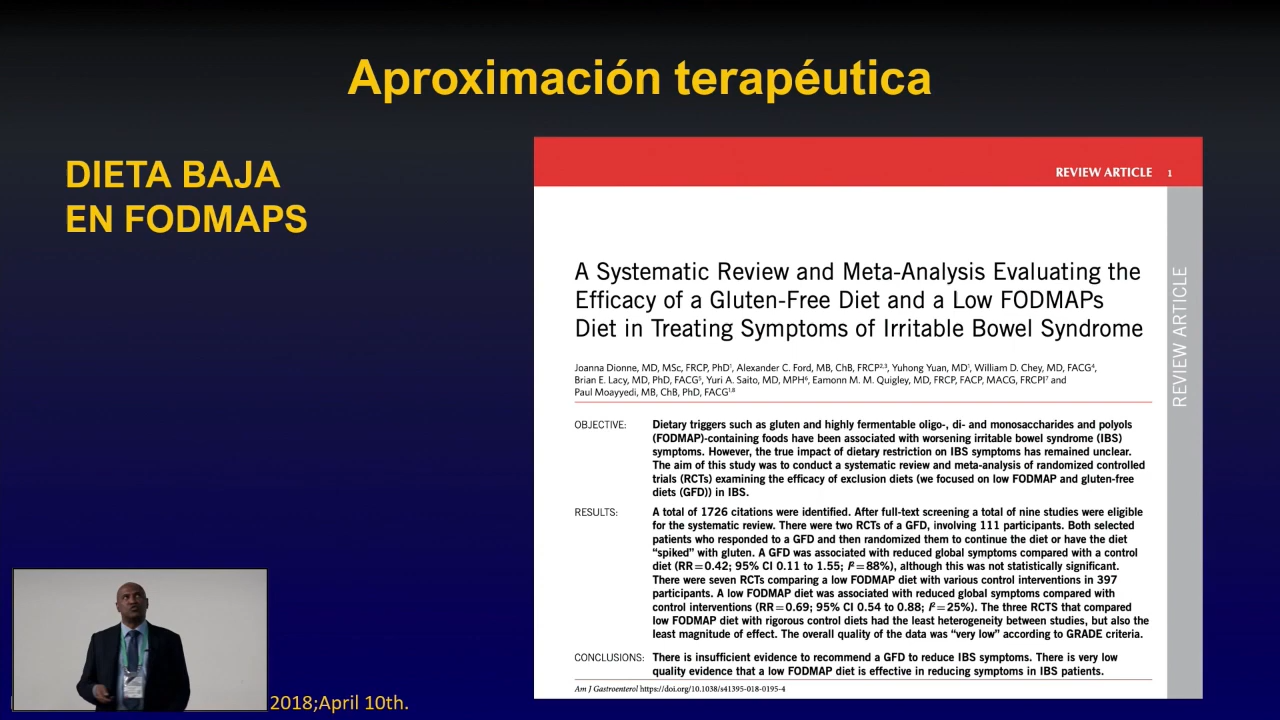 Aproximación terapéutica
DIETA BAJA
EN FODMAPS
REVIEW ARTICLE 1
A Systematic Review and Meta-Analysis Evaluating the
Efficacy of a Gluten-Free Diet and a Low FODMAPs
Diet in Treating Symptoms of Irritable Bowel Syndrome
REVIEW ARTICLE
Joanna Dionne, MD, MSc, FRCP, PhD¹, Alexander C. Ford, MB, ChB, FRCP²,³, Yuhong Yuan, MD¹, William D. Chey, MD, FACG⁴,
Brian E. Lacy, MD, PhD, FACG⁵, Yuri A. Saito, MD, MPH⁶, Eamonn M. M. Quigley, MD, FRCP, FACP, MACG, FRCPI⁷ and
Paul Moayyedi, MB, ChB, PhD, FACG¹,⁸
OBJECTIVE: Dietary triggers such as gluten and highly fermentable oligo-, di- and monosaccharides and polyols
(FODMAP)-containing foods have been associated with worsening irritable bowel syndrome (IBS)
symptoms. However, the true impact of dietary restriction on IBS symptoms has remained unclear.
The aim of this study was to conduct a systematic review and meta-analysis of randomized controlled
trials (RCTs) examining the efficacy of exclusion diets (we focused on low FODMAP and gluten-free
diets (GFD)) in IBS.
RESULTS: A total of 1726 citations were identified. After full-text screening a total of nine studies were eligible
for the systematic review. There were two RCTs of a GFD, involving 111 participants. Both selected
patients who responded to a GFD and then randomized them to continue the diet or have the diet
“spiked” with gluten. A GFD was associated with reduced global symptoms compared with a control
diet (RR=0.42; 95% CI 0.11 to 1.55; I²=88%), although this was not statistically significant.
There were seven RCTs comparing a low FODMAP diet with various control interventions in 397
participants. A low FODMAP diet was associated with reduced global symptoms compared with
control interventions (RR=0.69; 95% CI 0.54 to 0.88; I²=25%). The three RCTS that compared
low FODMAP diet with rigorous control diets had the least heterogeneity between studies, but also the
least magnitude of effect. The overall quality of the data was “very low” according to GRADE criteria.
CONCLUSIONS: There is insufficient evidence to recommend a GFD to reduce IBS symptoms. There is very low
quality evidence that a low FODMAP diet is effective in reducing symptoms in IBS patients.
Am J Gastroenterol https://doi.org/10.1038/s41395-018-0195-4
2018;April 10th.